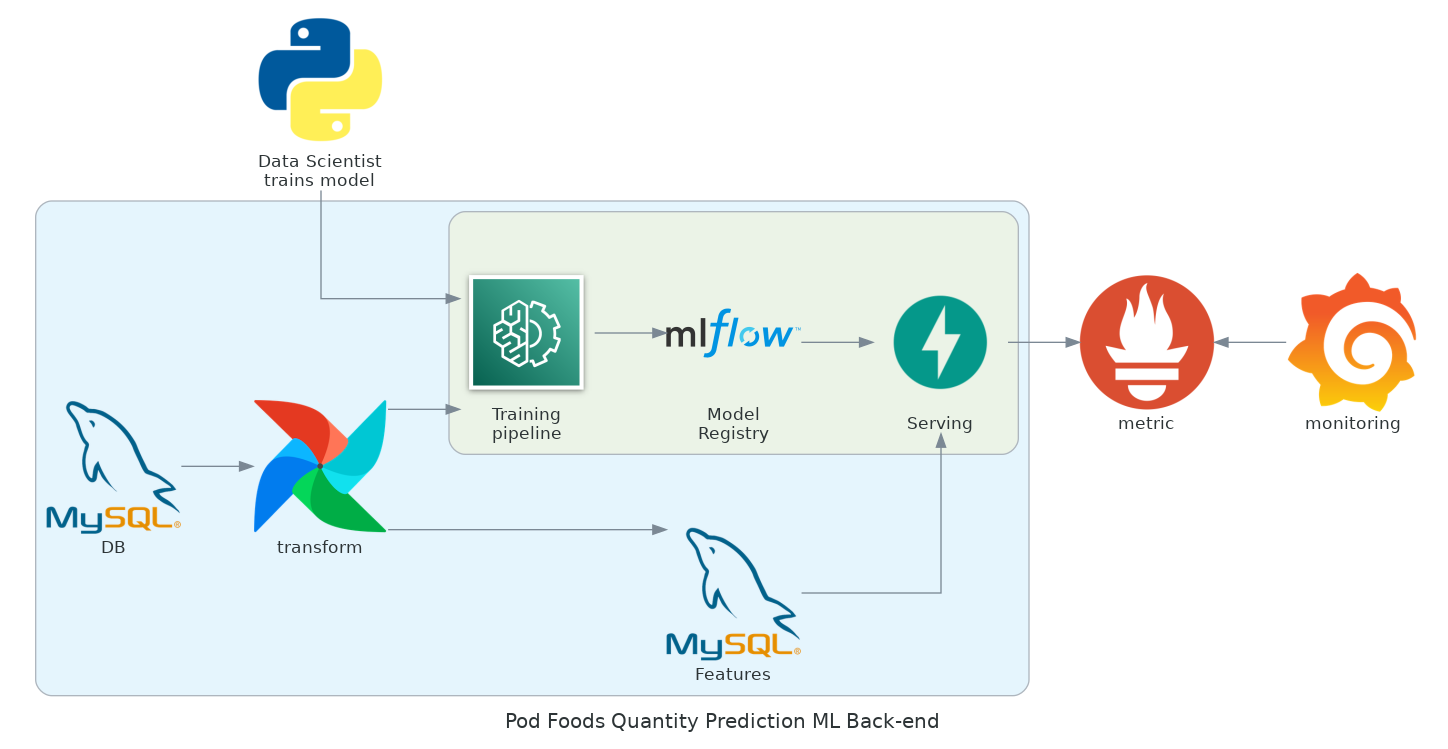 Data Scientist
trains model
Training
pipeline
mlflow™
Model
Registry
Serving
metric
monitoring
MySQL®
DB
transform
MySQL®
Features
Pod Foods Quantity Prediction ML Back-end